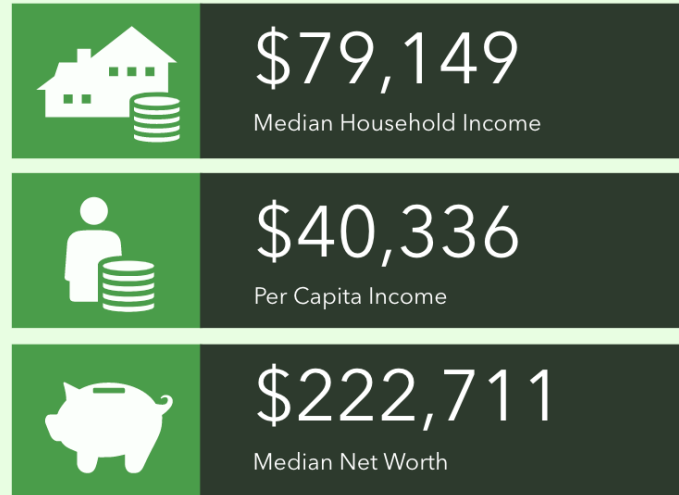 $79,149
Median Household Income
$40,336
Per Capita Income
$222,711
Median Net Worth